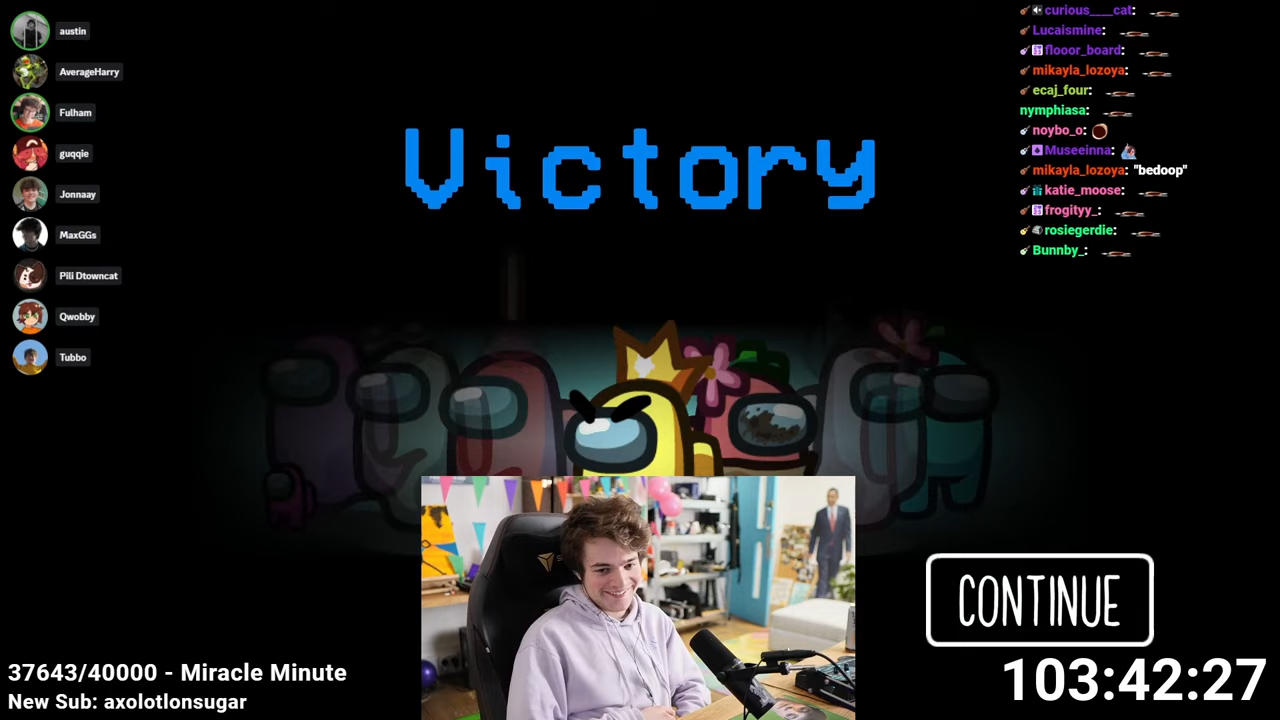 austin
AverageHarry
Fulham
guqqie
Jonnaay
MaxGGs
Pili Dtowncat
Qwobby
Tubbo
Victory
curious___cat:
Lucaismine:
flooor_board:
mikayla_lozoya:
ecaj_four:
nymphiasa:
noybo_o:
Museeinna:
mikayla_lozoya: "bedoop"
katie_moose:
frogityy_:
rosiegerdie:
Bunnby_:
CONTINUE
103:42:27
37643/40000 - Miracle Minute
New Sub: axolotlonsugar